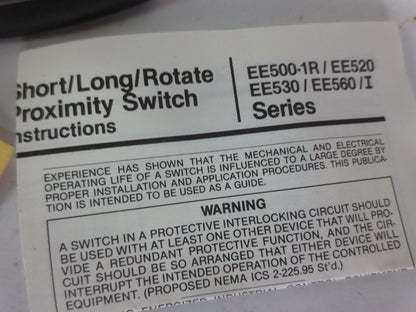 Short/Long/Rotate
Proximity Switch
Instructions
EE500-1R / EE520
EE530 / EE560 / I
Series
EXPERIENCE HAS SHOWN THAT THE MECHANICAL AND ELECTRICAL
OPERATING LIFE OF A SWITCH IS INFLUENCED TO A LARGE DEGREE BY
PROPER INSTALLATION AND APPLICATION PROCEDURES. THIS PUBLICA-
TION IS INTENDED TO BE USED AS A GUIDE.
WARNING
A SWITCH IN A PROTECTIVE INTERLOCKING CIRCUIT SHOULD
BE USED WITH AT LEAST ONE OTHER DEVICE THAT WILL PRO-
VIDE A REDUNDANT PROTECTIVE FUNCTION, AND THE CIR-
CUIT SHOULD BE SO ARRANGED THAT EITHER DEVICE WILL
INTERRUPT THE INTENDED OPERATION OF THE CONTROLLED
EQUIPMENT. (PROPOSED NEMA ICS 2-225.95 St'd.)
ENERGIZED INDUSTRIAL